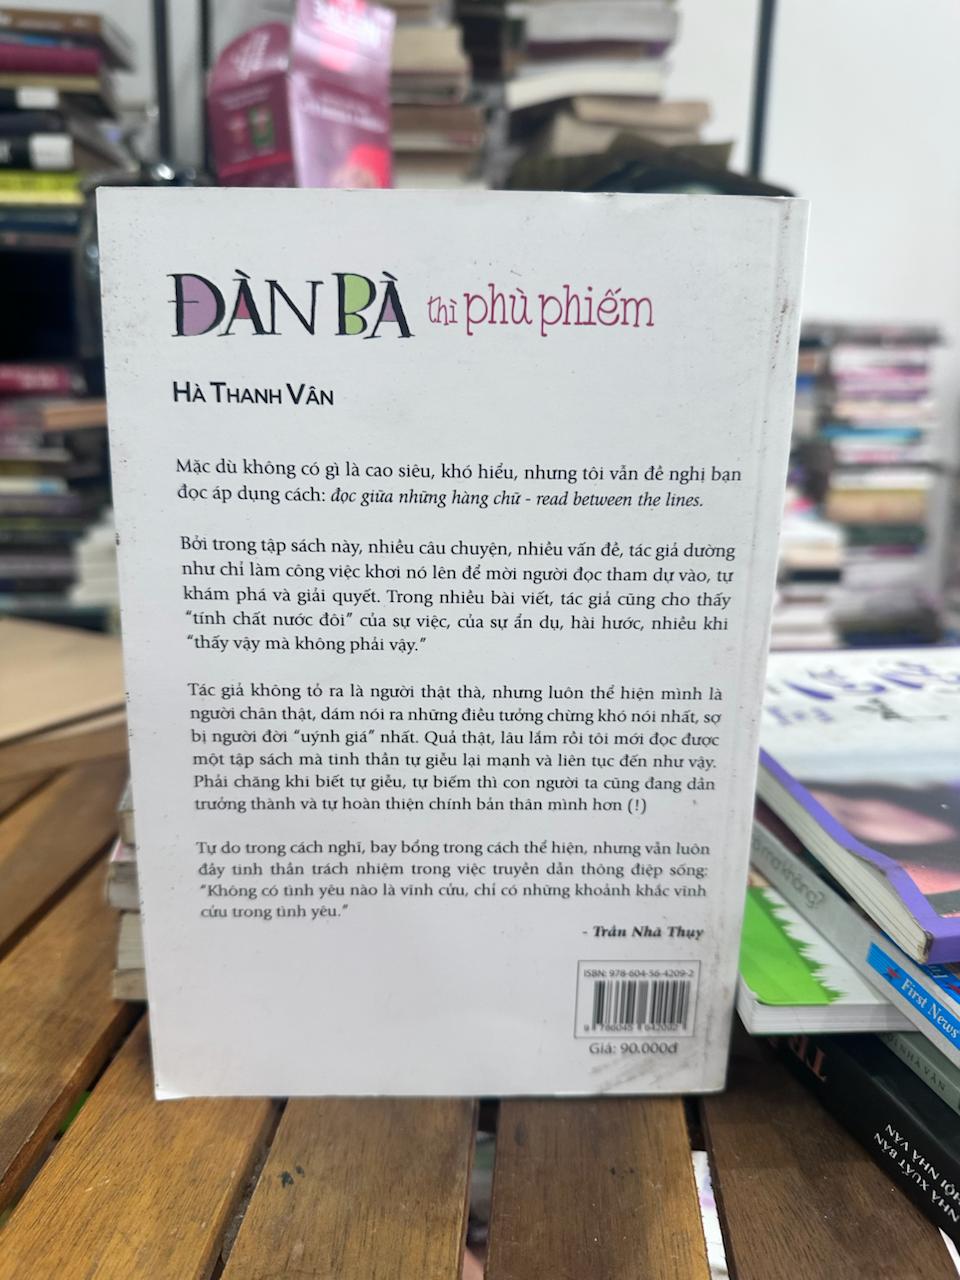 ĐÀN BÀ thì phù phiếm
HÀ THANH VÂN
Mặc dù không có gì là cao siêu, khó hiểu, nhưng tôi vẫn đề nghị bạn
đọc áp dụng cách: đọc giữa những hàng chữ - read between the lines.
Bởi trong tập sách này, nhiều câu chuyện, nhiều vấn đề, tác giả dường
như chỉ làm công việc khơi nó lên để mời người đọc tham dự vào, tự
khám phá và giải quyết. Trong nhiều bài viết, tác giả cũng cho thấy
“tính chất nước đôi” của sự việc, của sự ẩn dụ, hài hước, nhiều khi
“thấy vậy mà không phải vậy.”
Tác giả không tỏ ra là người thật thà, nhưng luôn thể hiện mình là
người chân thật, dám nói ra những điều tưởng chừng khó nói nhất, sợ
bị người đời “uýnh giá” nhất. Quả thật, lâu lắm rồi tôi mới đọc được
một tập sách mà tinh thần tự giễu lại mạnh và liên tục đến như vậy.
Phải chăng khi biết tự giễu, tự biếm thì con người ta cũng đang dần
trưởng thành và tự hoàn thiện chính bản thân mình hơn (!)
Tự do trong cách nghĩ, bay bổng trong cách thể hiện, nhưng vẫn luôn
đầy tinh thần trách nhiệm trong việc truyền dẫn thông điệp sống:
“Không có tình yêu nào là vĩnh cửu, chỉ có những khoảnh khắc vĩnh
cửu trong tình yêu.”
- Trần Nhã Thụy
ISBN: 978-604-56-4209-2
9 786045 642092
Giá: 90.000đ
First News
NHÀ XUẤT BẢN
HỘI NHÀ VĂN